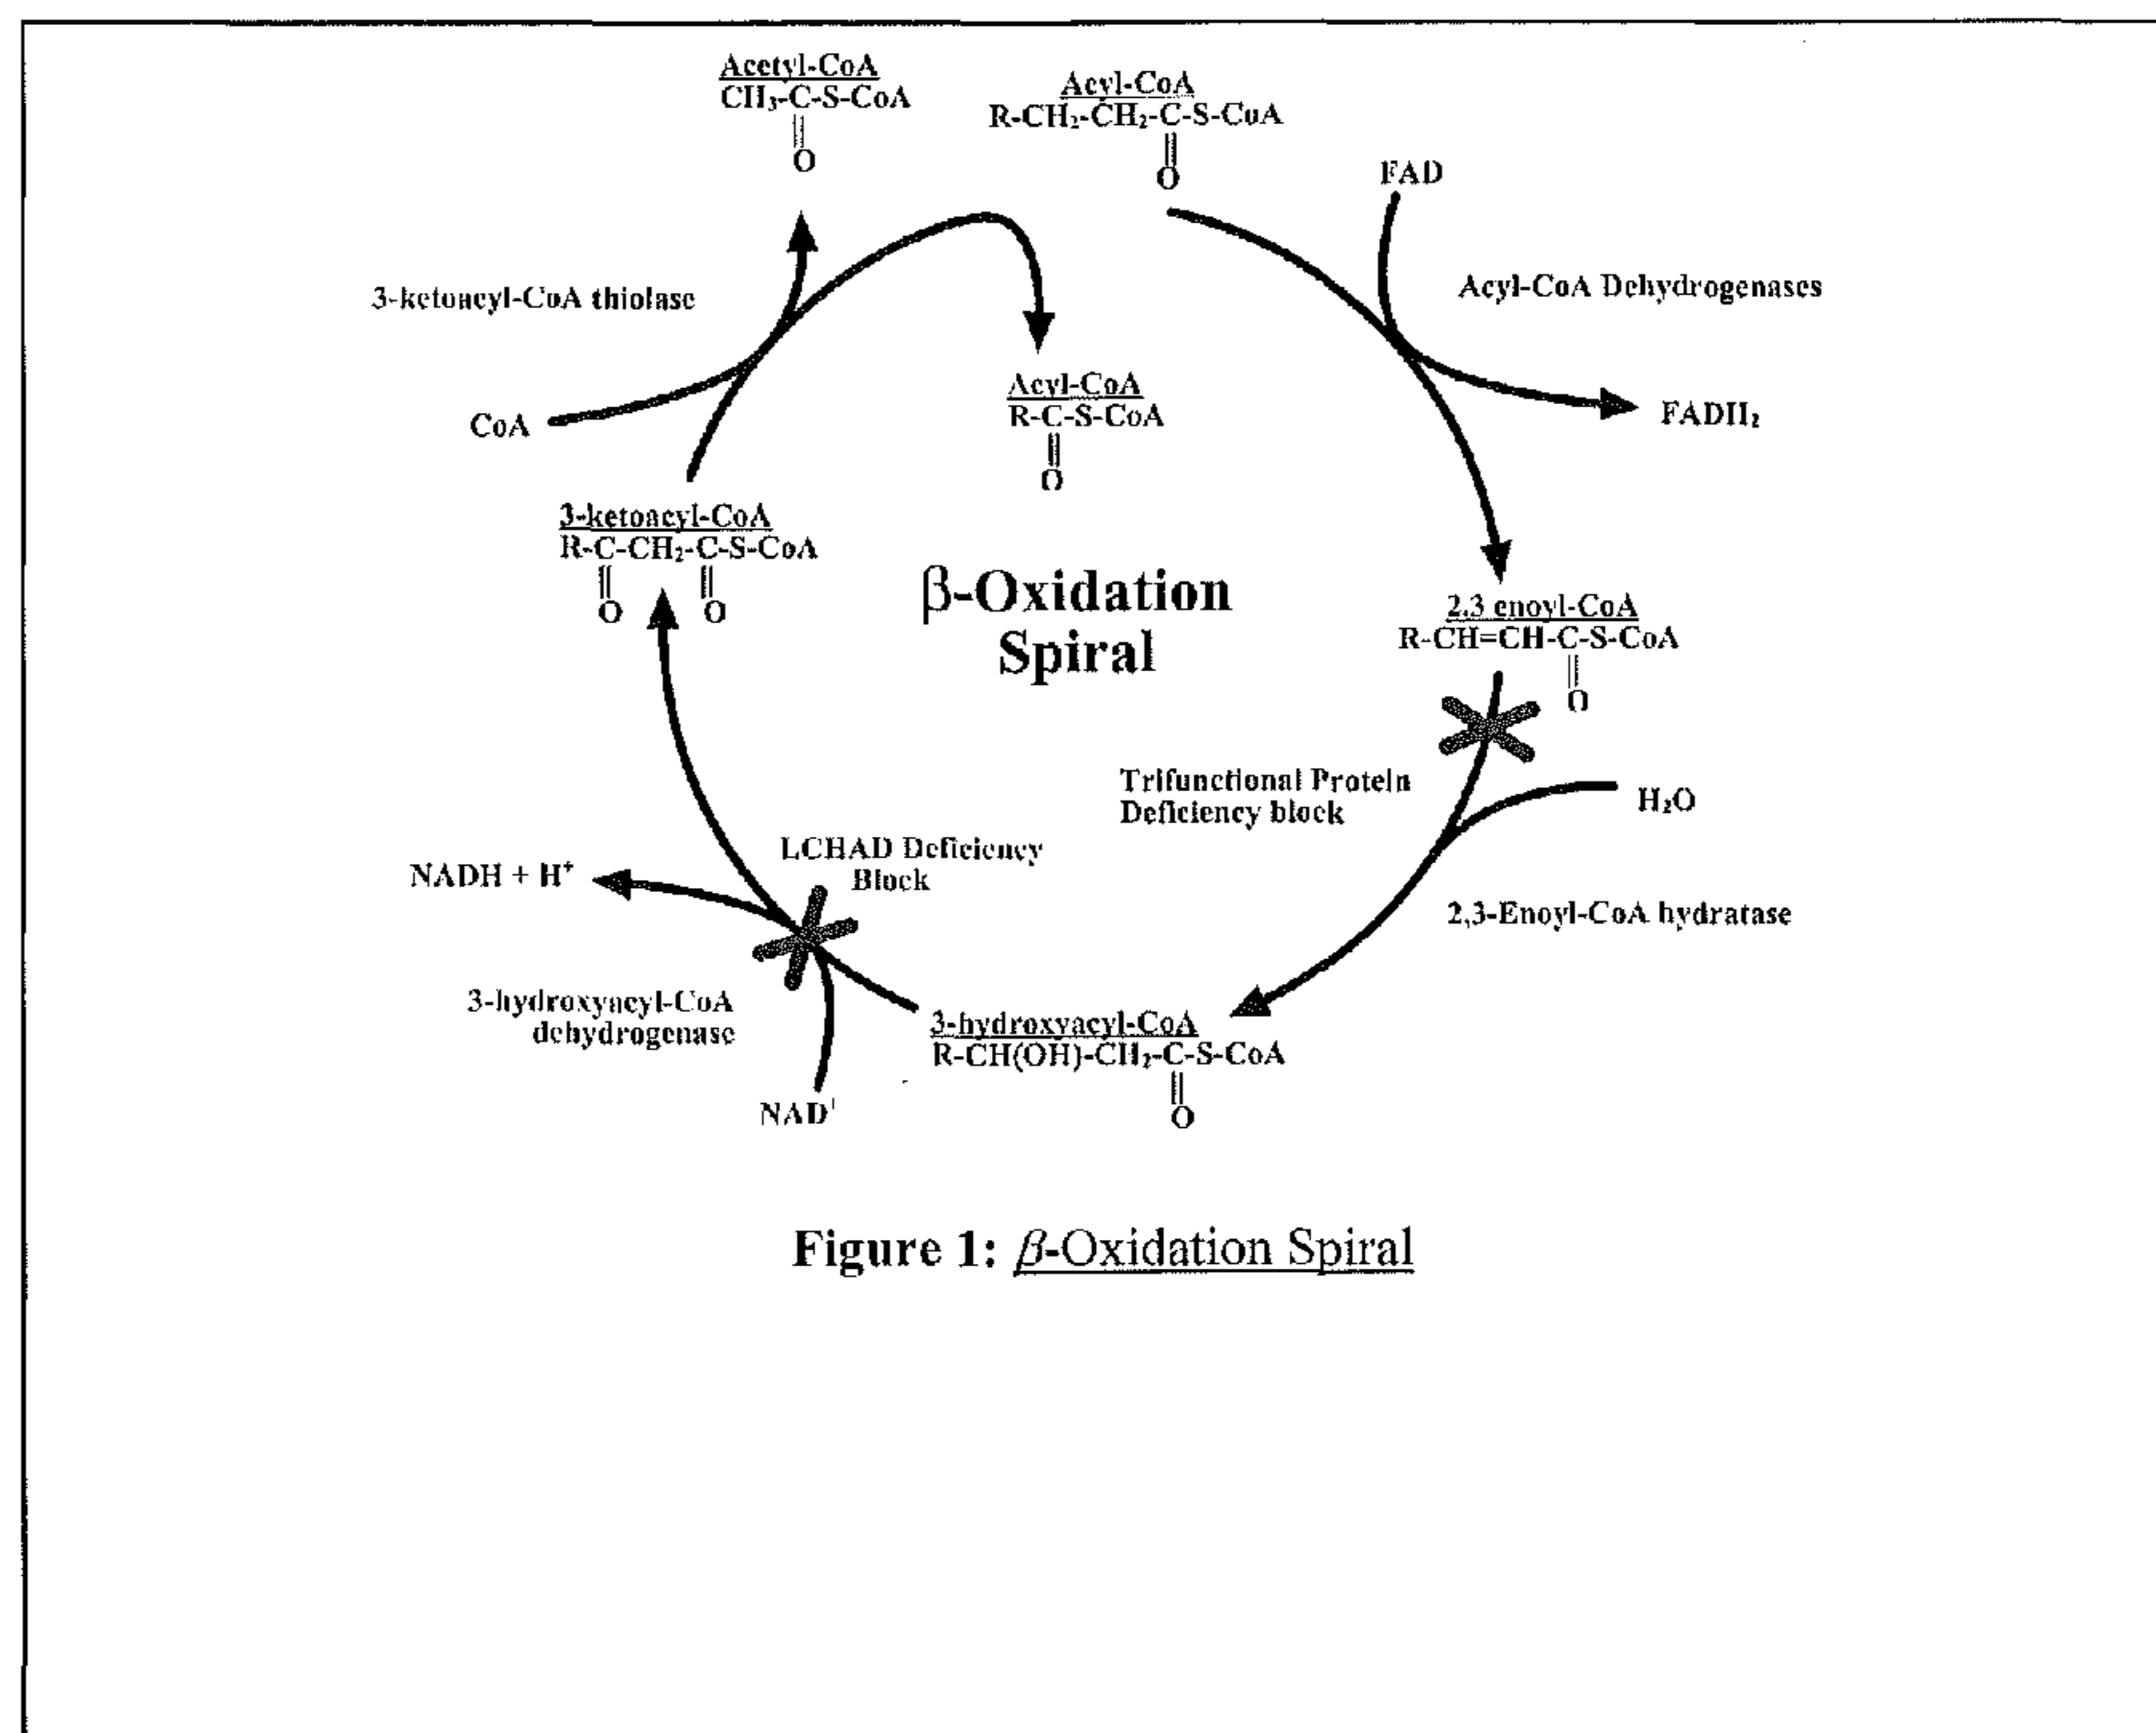 Acetyl-CoA
CH₃-C-S-CoA
O
Acyl-CoA
R-CH₂-CH₂-C-S-CoA
O
FAD
Acyl-CoA Dehydrogenases
FADH₂
3-ketoacyl-CoA thiolase
CoA
Acyl-CoA
R-C-S-CoA
O
3-ketoacyl-CoA
R-C-CH₂-C-S-CoA
O O
β-Oxidation
Spiral
2,3 enoyl-CoA
R-CH=CH-C-S-CoA
O
Trifunctional Protein
Deficiency block
H₂O
2,3-Enoyl-CoA hydratase
LCHAD Deficiency
Block
NADH + H⁺
3-hydroxyacyl-CoA
dehydrogenase
NAD⁺
3-hydroxyacyl-CoA
R-CH(OH)-CH₂-C-S-CoA
O
Figure 1: β-Oxidation Spiral